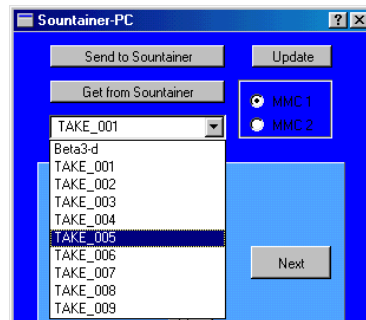 Sountainer-PC
Send to Sountainer
Update
Get from Sountainer
MMC 1
MMC 2
TAKE_001
Beta3-d
TAKE_001
TAKE_002
TAKE_003
TAKE_004
TAKE_005
TAKE_006
TAKE_007
TAKE_008
TAKE_009
Next